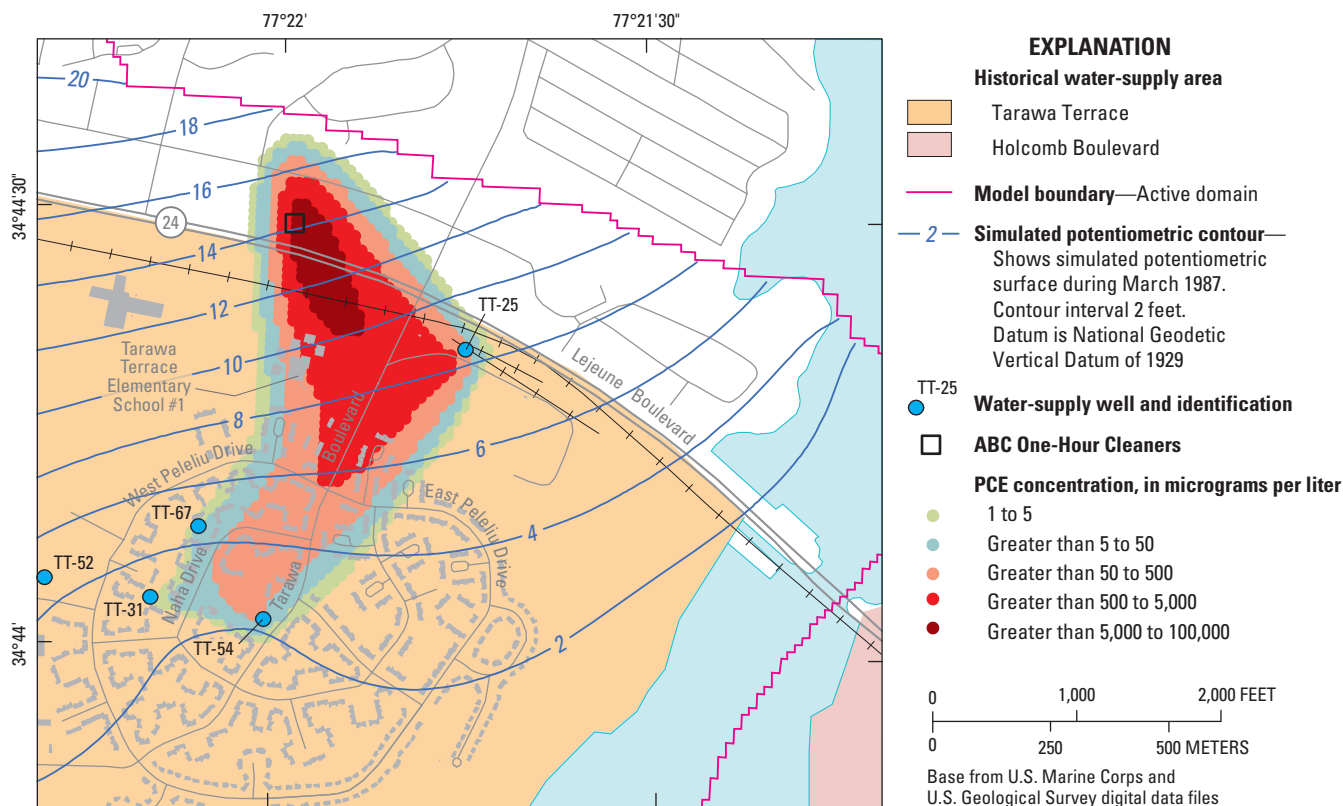 77°22'
77°21'30"
34°44'30"
34°44'
20
18
16
14
12
10
8
6
4
2
24
TT-25
Tarawa
Terrace
Elementary
School #1
Lejeune Boulevard
Boulevard
West Peleliu Drive
East Peleliu Drive
TT-67
TT-52
TT-31
Naha Drive
Tarawa
TT-54
EXPLANATION
Historical water-supply area
Tarawa Terrace
Holcomb Boulevard
Model boundary—Active domain
2 Simulated potentiometric contour—
Shows simulated potentiometric
surface during March 1987.
Contour interval 2 feet.
Datum is National Geodetic
Vertical Datum of 1929
TT-25
Water-supply well and identification
ABC One-Hour Cleaners
PCE concentration, in micrograms per liter
1 to 5
Greater than 5 to 50
Greater than 50 to 500
Greater than 500 to 5,000
Greater than 5,000 to 100,000
0 1,000 2,000 FEET
0 250 500 METERS
Base from U.S. Marine Corps and
U.S. Geological Survey digital data files